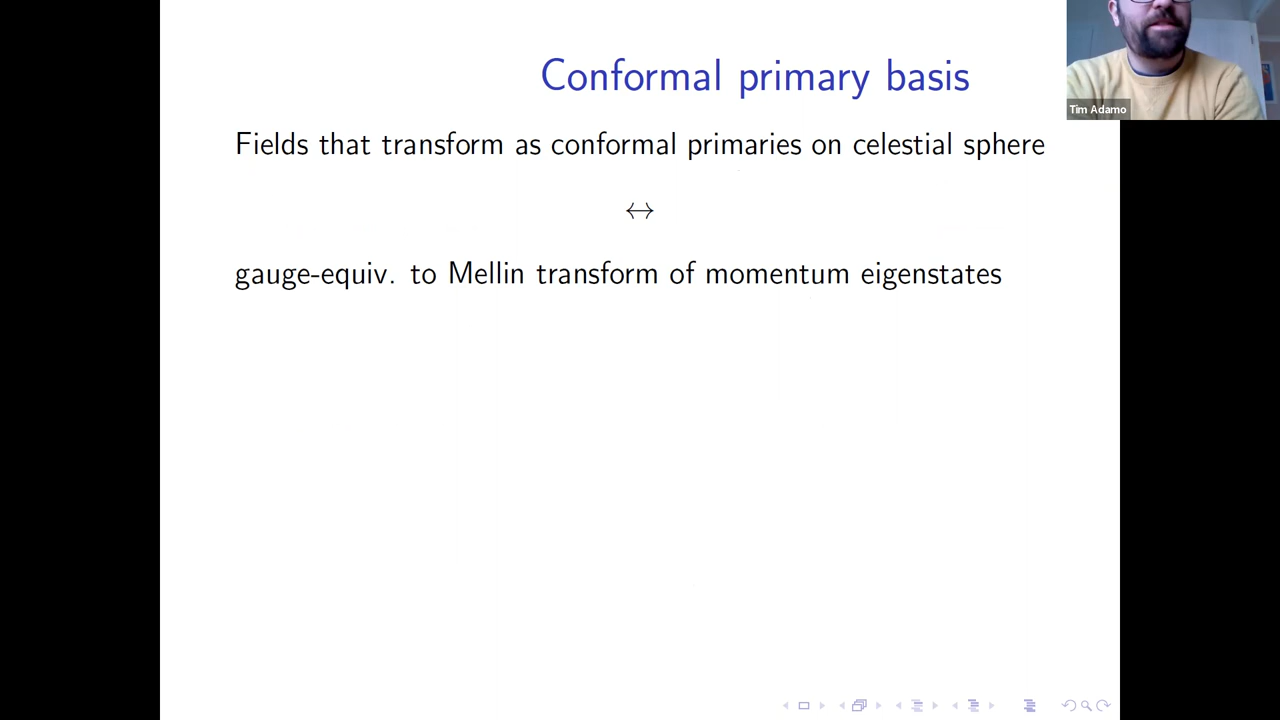 Conformal primary basis
Tim Adamo
Fields that transform as conformal primaries on celestial sphere
↔
gauge-equiv. to Mellin transform of momentum eigenstates